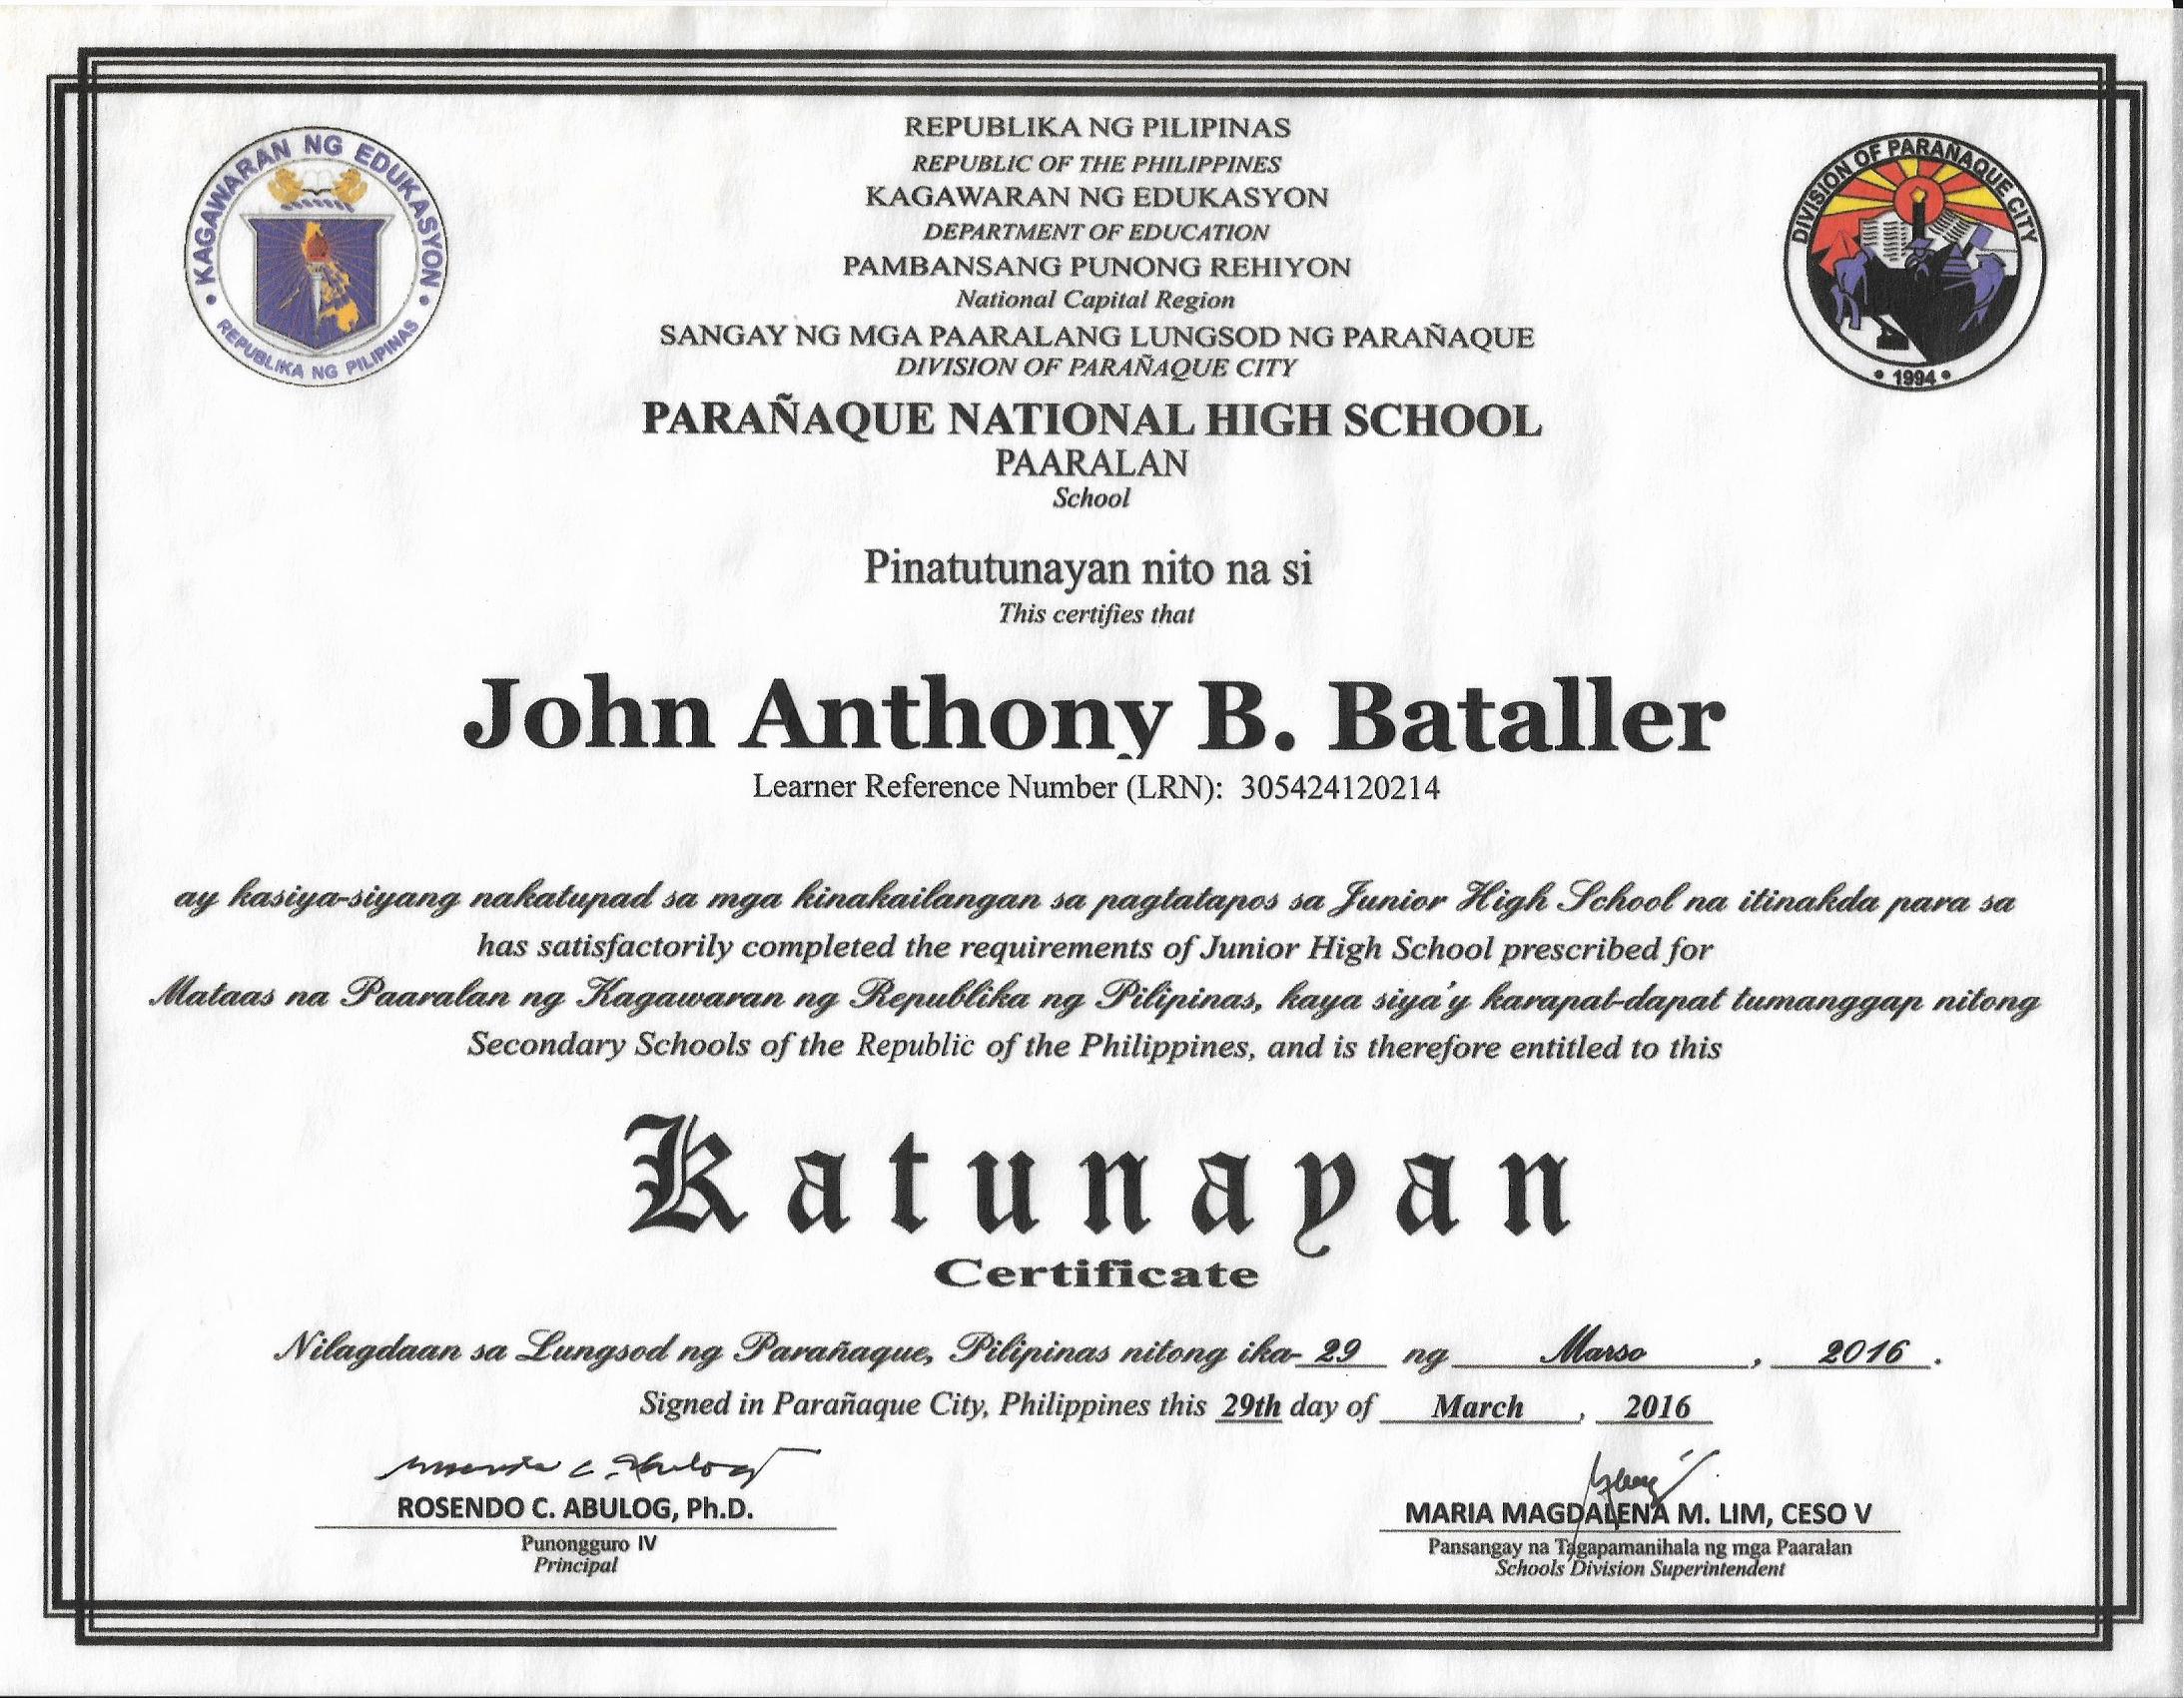 REPUBLIKA NG PILIPINAS
REPUBLIC OF THE PHILIPPINES
KAGAWARAN NG EDUKASYON
DEPARTMENT OF EDUCATION
PAMBANSANG PUNONG REHIYON
National Capital Region
SANGAY NG MGA PAARALANG LUNGSOD NG PARAÑAQUE
DIVISION OF PARAÑAQUE CITY
KAGAWARAN NG EDUKASYON
REPUBLIKA NG PILIPINAS
DIVISION OF PARAÑAQUE CITY
1994
PARAÑAQUE NATIONAL HIGH SCHOOL
PAARALAN
School
Pinatutunayan nito na si
This certifies that
John Anthony B. Bataller
Learner Reference Number (LRN): 305424120214
ay kasiya-siyang nakatupad sa mga kinakailangan sa pagtatapos sa Junior High School na itinakda para sa
has satisfactorily completed the requirements of Junior High School prescribed for
Mataas na Paaralan ng Kagawaran ng Republika ng Pilipinas, kaya siya'y karapat-dapat tumanggap nitong
Secondary Schools of the Republic of the Philippines, and is therefore entitled to this
Katunayan
Certificate
Nilagdaan sa Lungsod ng Parañaque, Pilipinas nitong ika- 29 ng Marso, 2016.
Signed in Parañaque City, Philippines this 29th day of March, 2016
ROSENDO C. ABULOG, Ph.D.
Punongguro IV
Principal
MARIA MAGDALENA M. LIM, CESO V
Pansangay na Tagapamanihala ng mga Paaralan
Schools Division Superintendent